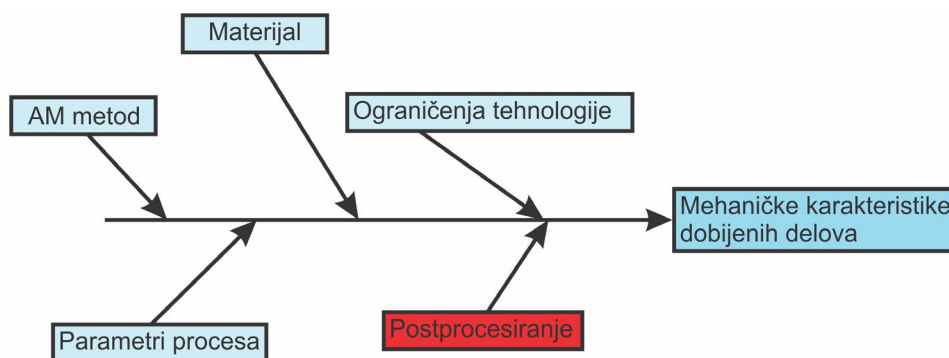 Materijal
AM metod
Ograničenja tehnologije
Mehaničke karakteristike
dobijenih delova
Parametri procesa
Postprocesiranje